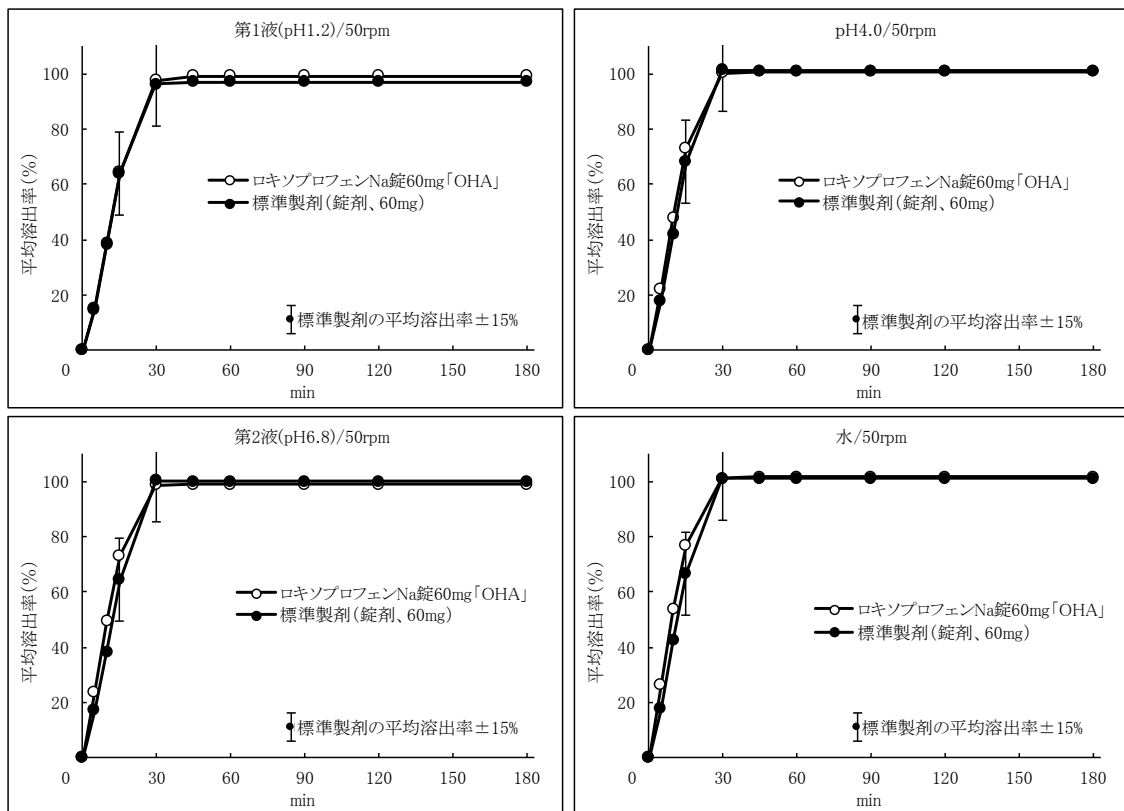 第1液(pH1.2)/50rpm
平均溶出率(%)
100
80
60
40
20
ロキソプロフェンNa錠60mg「OHA」
標準製剤(錠剤、60mg)
標準製剤の平均溶出率±15%
0 30 60 90 120 150 180
min
pH4.0/50rpm
平均溶出率(%)
100
80
60
40
20
ロキソプロフェンNa錠60mg「OHA」
標準製剤(錠剤、60mg)
標準製剤の平均溶出率±15%
0 30 60 90 120 150 180
min
第2液(pH6.8)/50rpm
平均溶出率(%)
100
80
60
40
20
ロキソプロフェンNa錠60mg「OHA」
標準製剤(錠剤、60mg)
標準製剤の平均溶出率±15%
0 30 60 90 120 150 180
min
水/50rpm
平均溶出率(%)
100
80
60
40
20
ロキソプロフェンNa錠60mg「OHA」
標準製剤(錠剤、60mg)
標準製剤の平均溶出率±15%
0 30 60 90 120 150 180
min